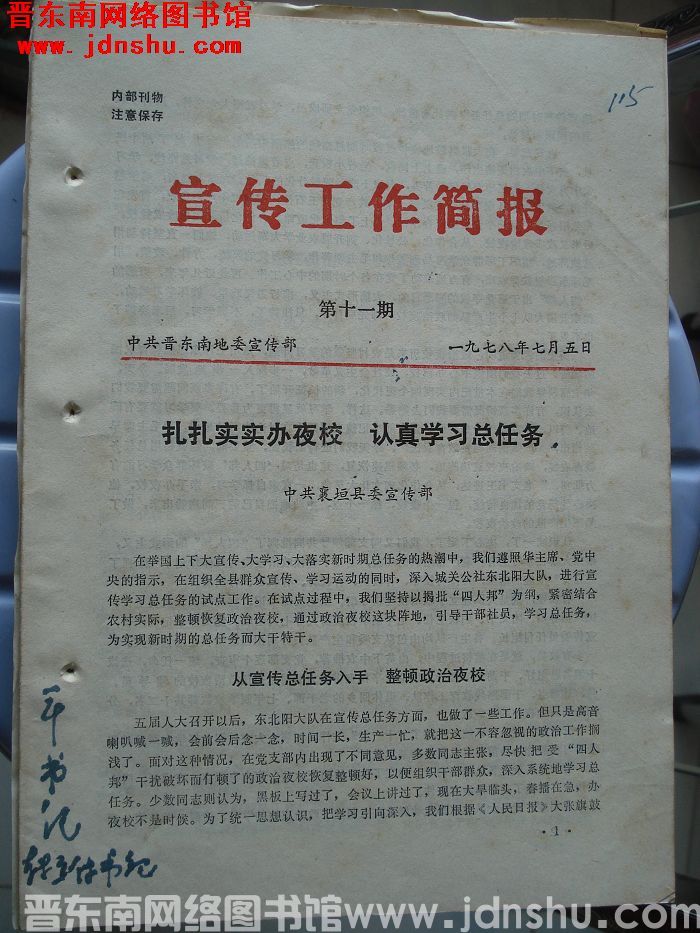 晋东南网络图书馆
www.jdnshu.com
内部刊物
注意保存
115
宣传工作简报
第十一期
中共晋东南地委宣传部 一九七八年七月五日
扎扎实实办夜校 认真学习总任务
中共襄垣县委宣传部
在举国上下大宣传、大学习、大落实新时期总任务的热潮中，我们遵照华主席、党中
央的指示，在组织全县群众宣传、学习运动的同时，深入城关公社东北阳大队，进行宣
传学习总任务的试点工作。在试点过程中，我们坚持以揭批“四人邦”为纲，紧密结合
农村实际，整顿恢复政治夜校，通过政治夜校这块阵地，引导干部社员，学习总任务，
为实现新时期的总任务而大干特干。
从宣传总任务入手 整顿政治夜校
五届人大召开以后，东北阳大队在宣传总任务方面，也做了一些工作。但只是高音
喇叭喊一喊，会前会后念一念，时间一长，生产一忙，就把这一不容忽视的政治工作搁
浅了。面对这种情况，在党支部内出现了不同意见，多数同志主张，尽快把受“四人
邦”干扰破坏而停顿了的政治夜校恢复整顿好，以便组织干部群众，深入系统地学习总
任务。少数同志则认为，黑板上写过了，会议上讲过了，现在大旱临头，春播在急，办
夜校不是时候。为了统一思想认识，把学习引向深入，我们根据《人民日报》大张旗鼓
·1·
书记
书记
晋东南网络图书馆 www.jdnshu.com